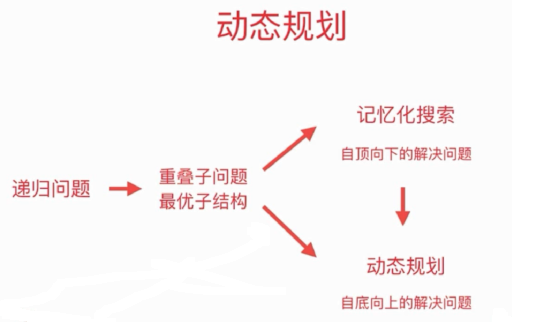 动态规划
记忆化搜索
自顶向下的解决问题
递归问题
重叠子问题
最优子结构
动态规划
自底向上的解决问题